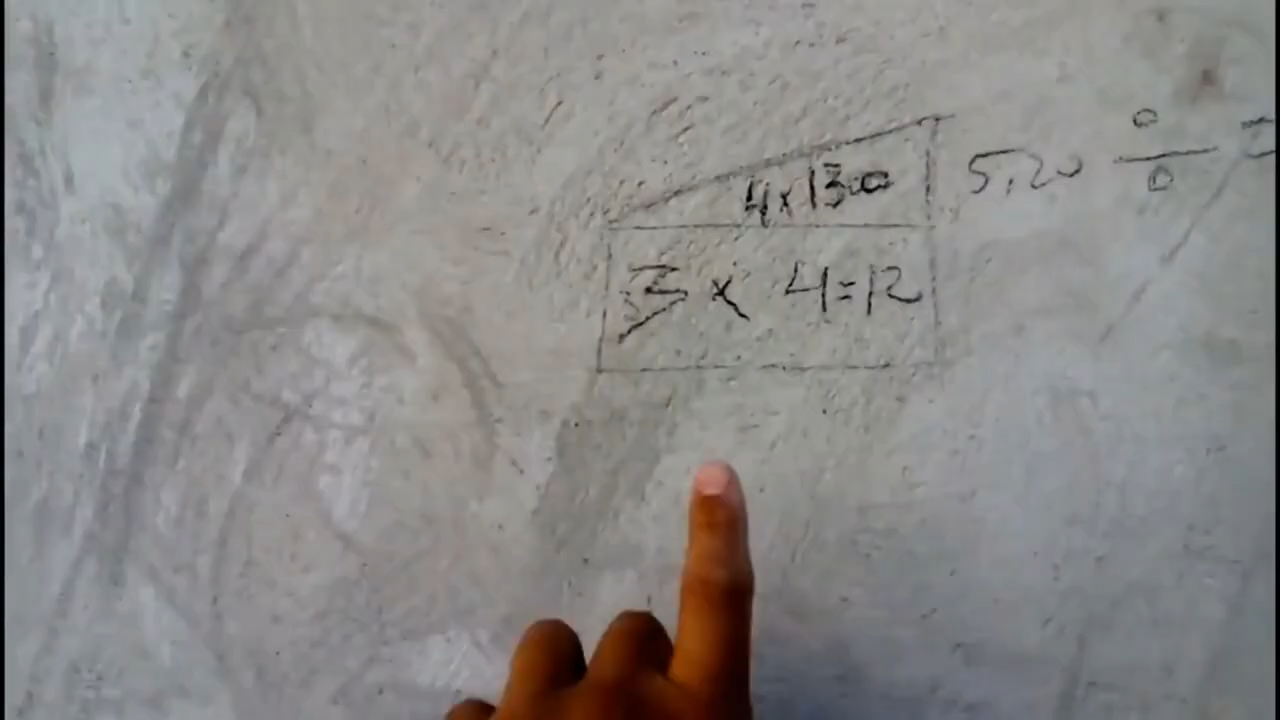 4x1300 5,20 ÷ =
3 x 4=12